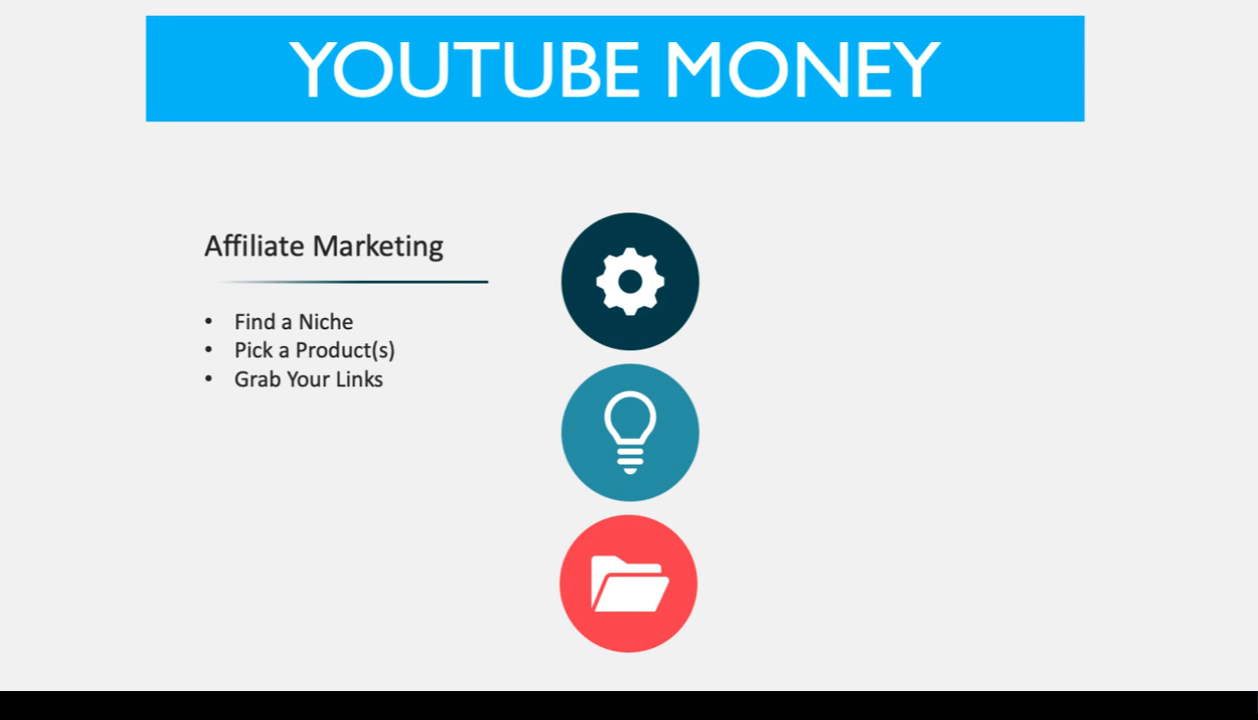 YOUTUBE MONEY
Affiliate Marketing
• Find a Niche
• Pick a Product(s)
• Grab Your Links